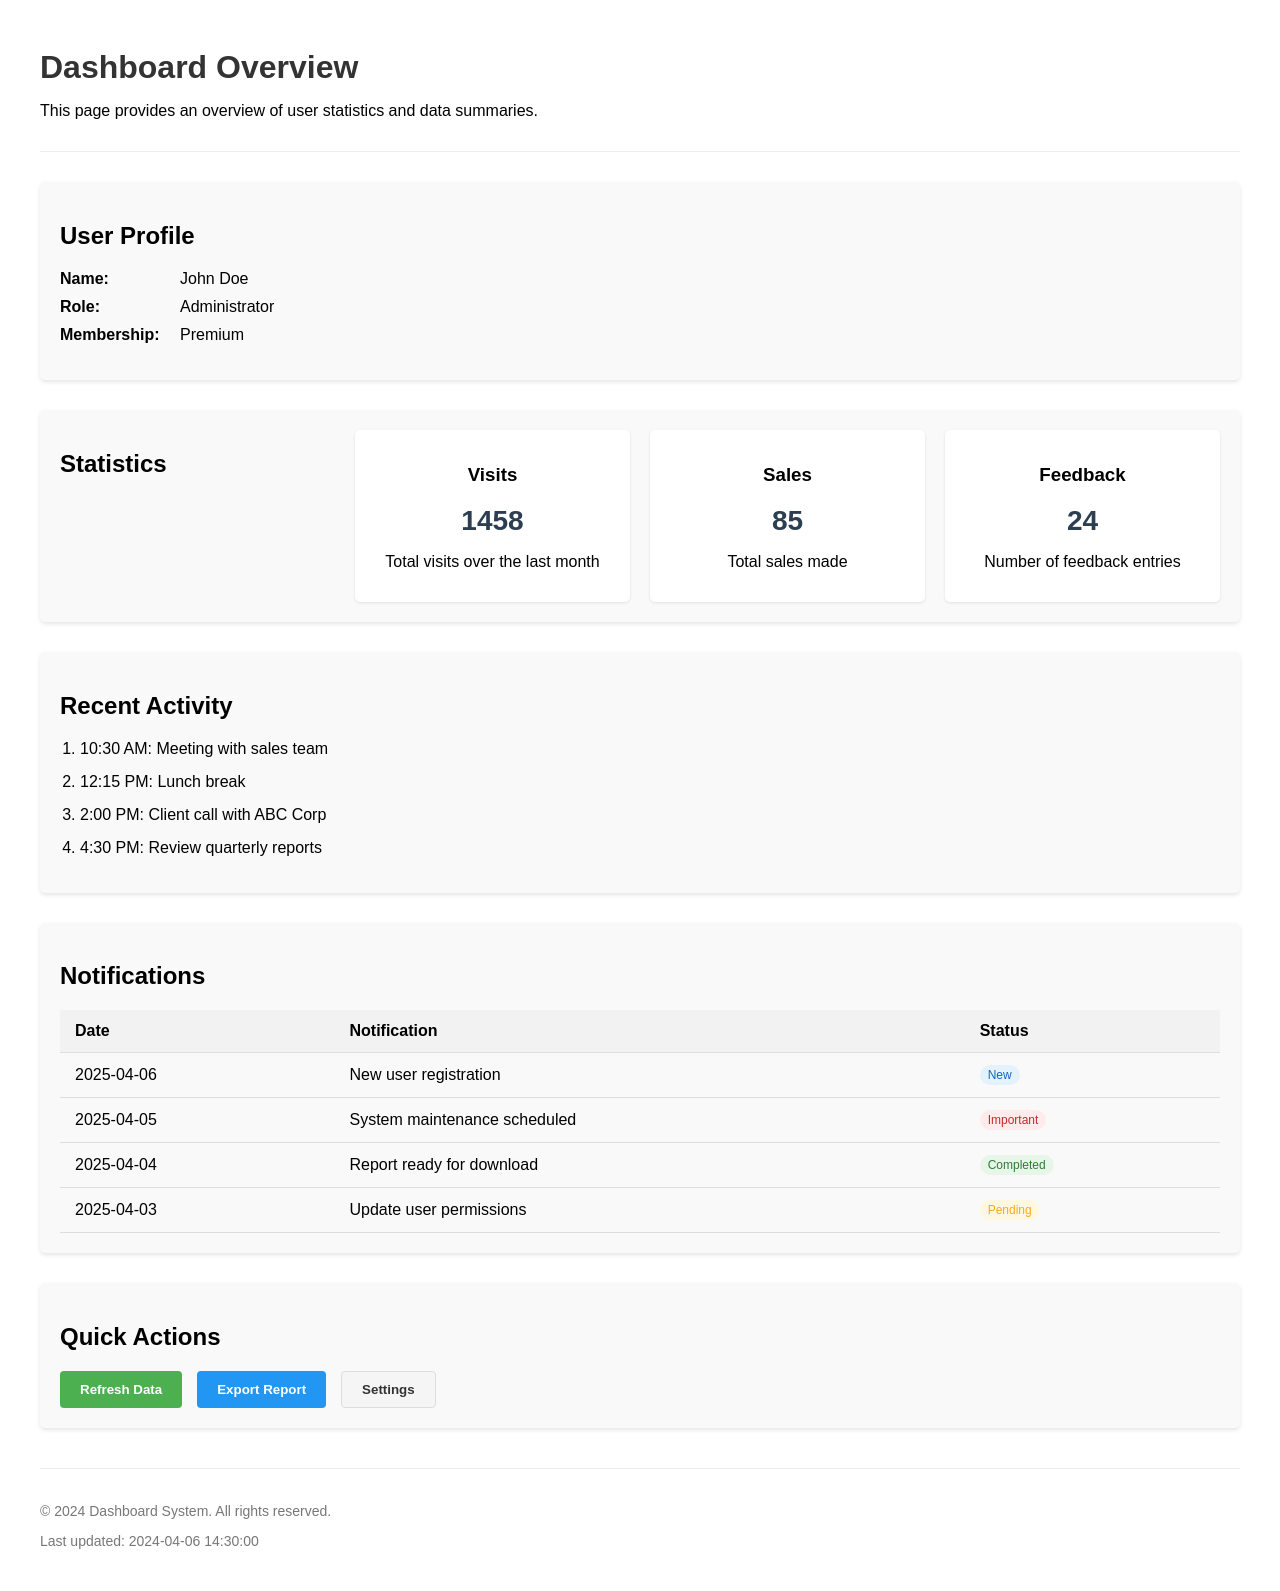 Dashboard Overview
This page provides an overview of user statistics and data summaries.
User Profile
Name: John Doe
Role: Administrator
Membership: Premium
Statistics
Visits
1458
Total visits over the last month
Sales
85
Total sales made
Feedback
24
Number of feedback entries
Recent Activity
1. 10:30 AM: Meeting with sales team
2. 12:15 PM: Lunch break
3. 2:00 PM: Client call with ABC Corp
4. 4:30 PM: Review quarterly reports
Notifications
Date Notification Status
2025-04-06 New user registration New
2025-04-05 System maintenance scheduled Important
2025-04-04 Report ready for download Completed
2025-04-03 Update user permissions Pending
Quick Actions
Refresh Data Export Report Settings
© 2024 Dashboard System. All rights reserved.
Last updated: 2024-04-06 14:30:00